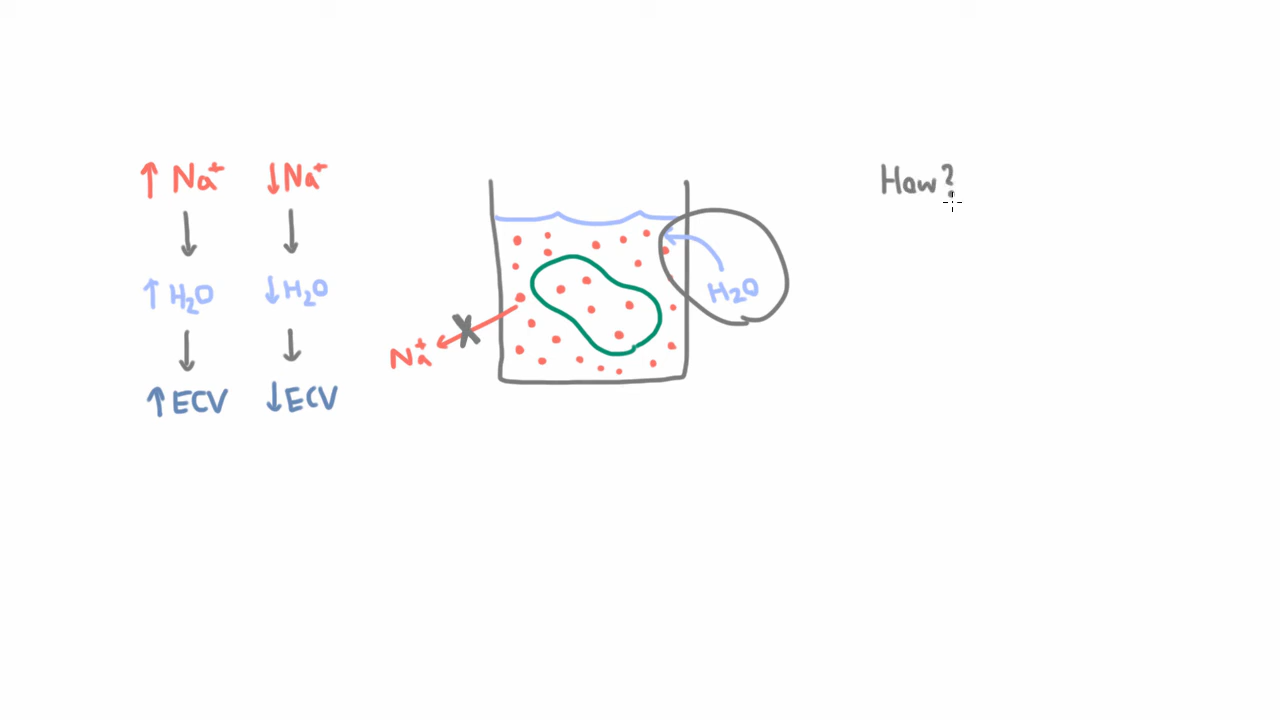 ↑ Na⁺ ↓Na⁺
↑ H₂O ↓H₂O
↑ECV ↓ECV
Na⁺
X
H₂O
How?